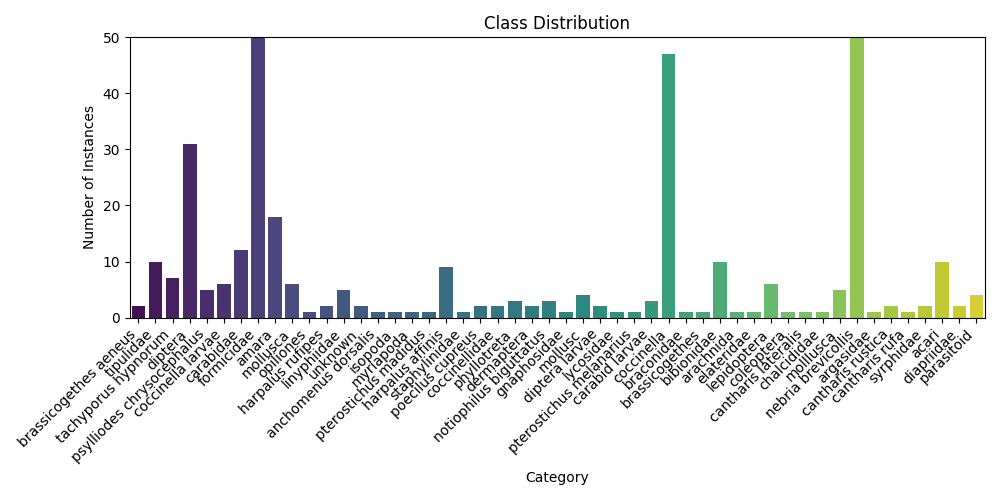 Class Distribution
Number of Instances
50
40
30
20
10
0
brassicogethes aeneus
tipulidae
tachyporus hypnorum
diptera
psylliodes chrysocephalus
coccinella larvae
carabidae
formicidae
amara
mollusca
opiliones
harpalus rufipes
linyphiidae
unknown
anchomenus dorsalis
isopoda
myriapoda
pterostichus madidus
harpalus affinis
staphylinidae
poecilus cupreus
coccinellidae
phyllotreta
dermaptera
notiophilus biguttatus
gnaphosidae
mollusc
diptera larvae
lycosidae
pterostichus melanarius
carabid larvae
coccinella
braconidae
brassicogethes
bibionidae
arachnida
elateridae
lepidoptera
coleoptera
cantharis lateralis
chalcididae
molliusca
nebria brevicollis
argasidae
cantharis rustica
cantharis rufa
syrphidae
acari
diapriidae
parasitoid
Category